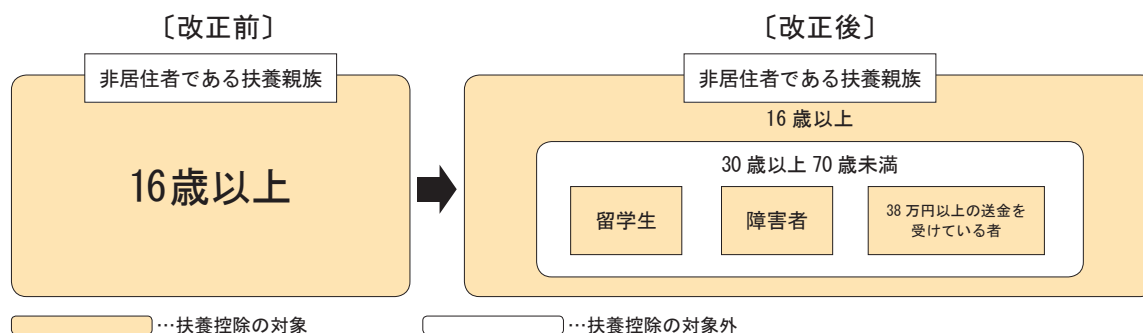 〔改正前〕
〔改正後〕
非居住者である扶養親族
16歳以上
非居住者である扶養親族
16 歳以上
30 歳以上 70 歳未満
留学生
障害者
38 万円以上の送金を
受けている者
…扶養控除の対象
…扶養控除の対象外